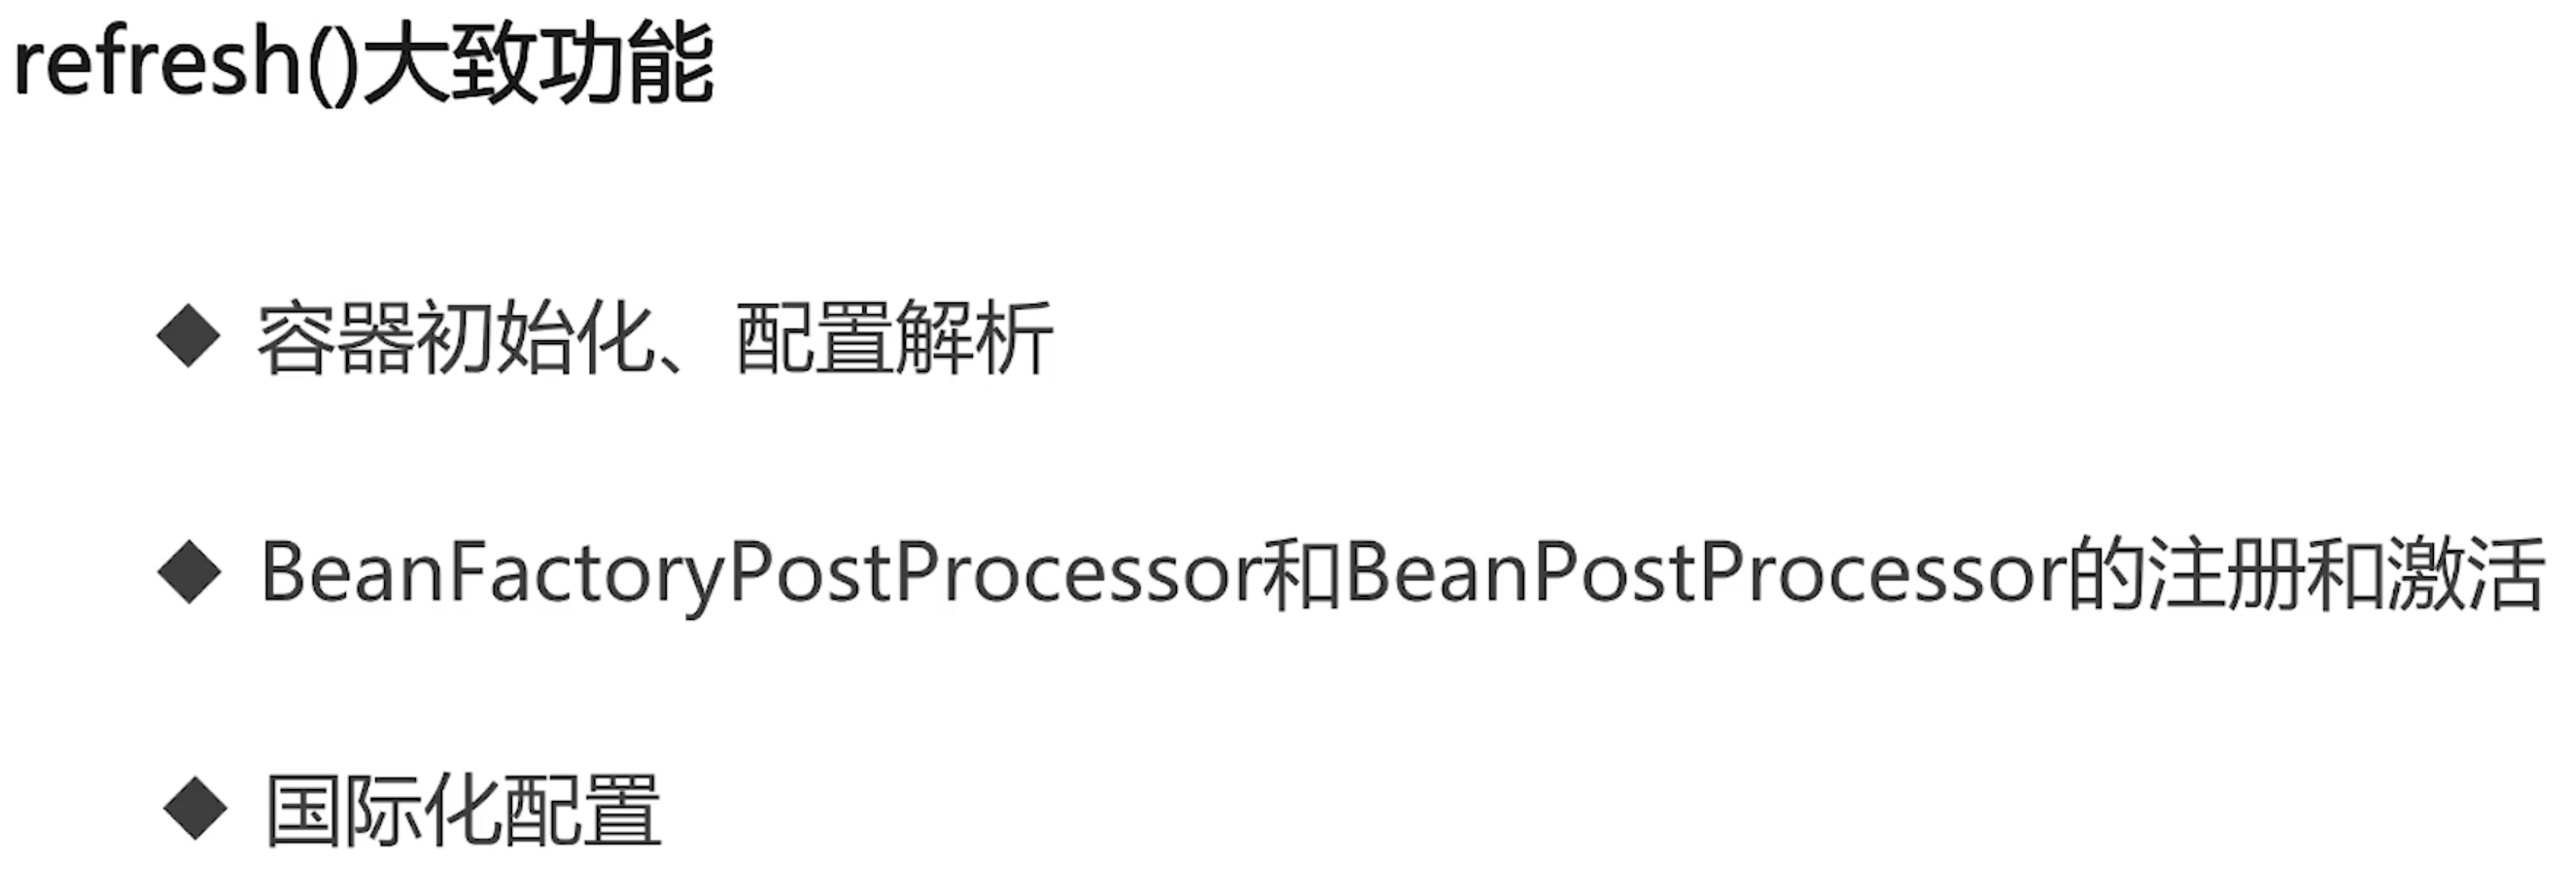 refresh()大致功能
◆ 容器初始化、配置解析
◆ BeanFactoryPostProcessor和BeanPostProcessor的注册和激活
◆ 国际化配置